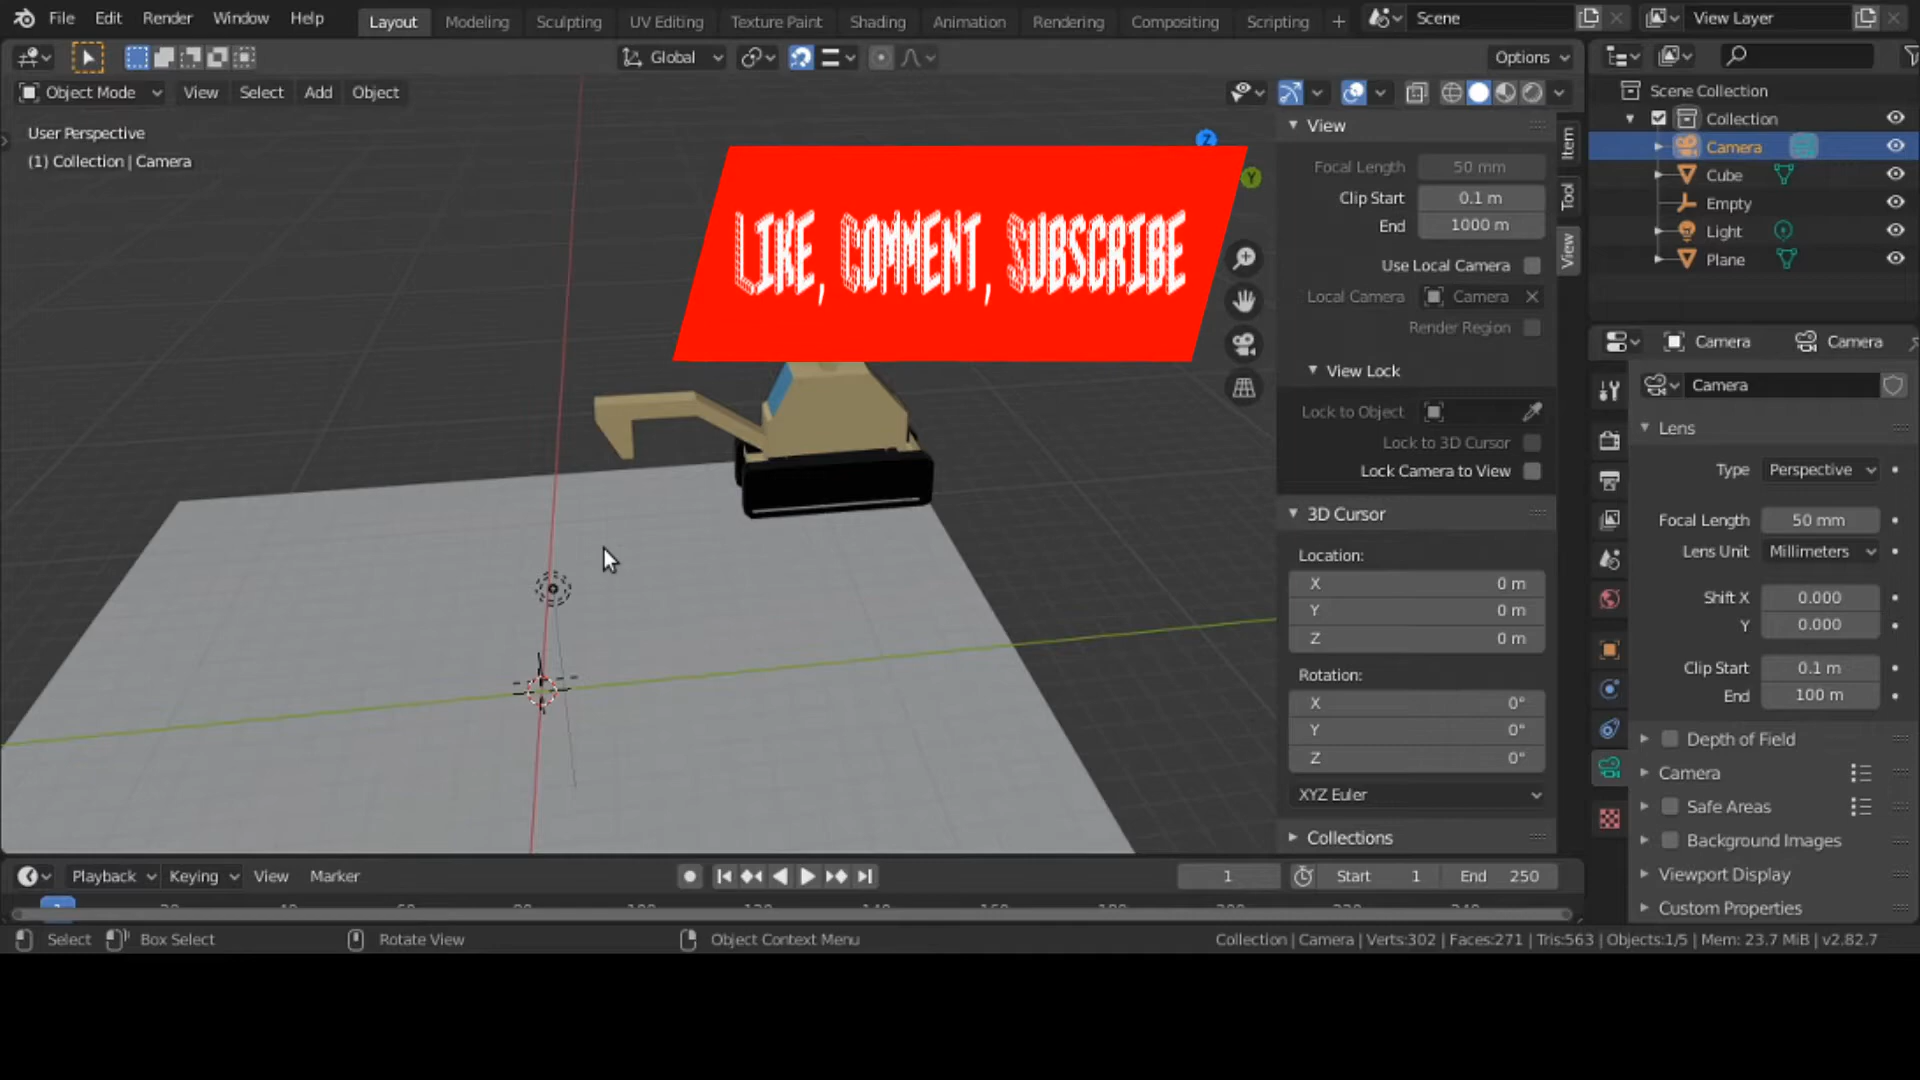 File Edit Render Window Help
Layout Modeling Sculpting UV Editing Texture Paint Shading Animation Rendering Compositing Scripting +
Scene
View Layer
Global
Options
Object Mode View Select Add Object
User Perspective
(1) Collection | Camera
Z
Y
LIKE, COMMENT, SUBSCRIBE
View
Focal Length 50 mm
Clip Start 0.1 m
End 1000 m
Use Local Camera
Local Camera Camera
Render Region
View Lock
Lock to Object
Lock to 3D Cursor
Lock Camera to View
3D Cursor
Location:
X 0 m
Y 0 m
Z 0 m
Rotation:
X 0°
Y 0°
Z 0°
XYZ Euler
Collections
Item
Tool
View
Scene Collection
Collection
Camera
Cube
Empty
Light
Plane
Camera Camera
Camera
Lens
Type Perspective
Focal Length 50 mm
Lens Unit Millimeters
Shift X 0.000
Y 0.000
Clip Start 0.1 m
End 100 m
Depth of Field
Camera
Safe Areas
Background Images
Viewport Display
Custom Properties
Playback Keying View Marker
1
Start 1
End 250
Select Box Select Rotate View Object Context Menu
Collection | Camera | Verts:302 | Faces:271 | Tris:563 | Objects:1/5 | Mem: 23.7 MiB | v2.82.7